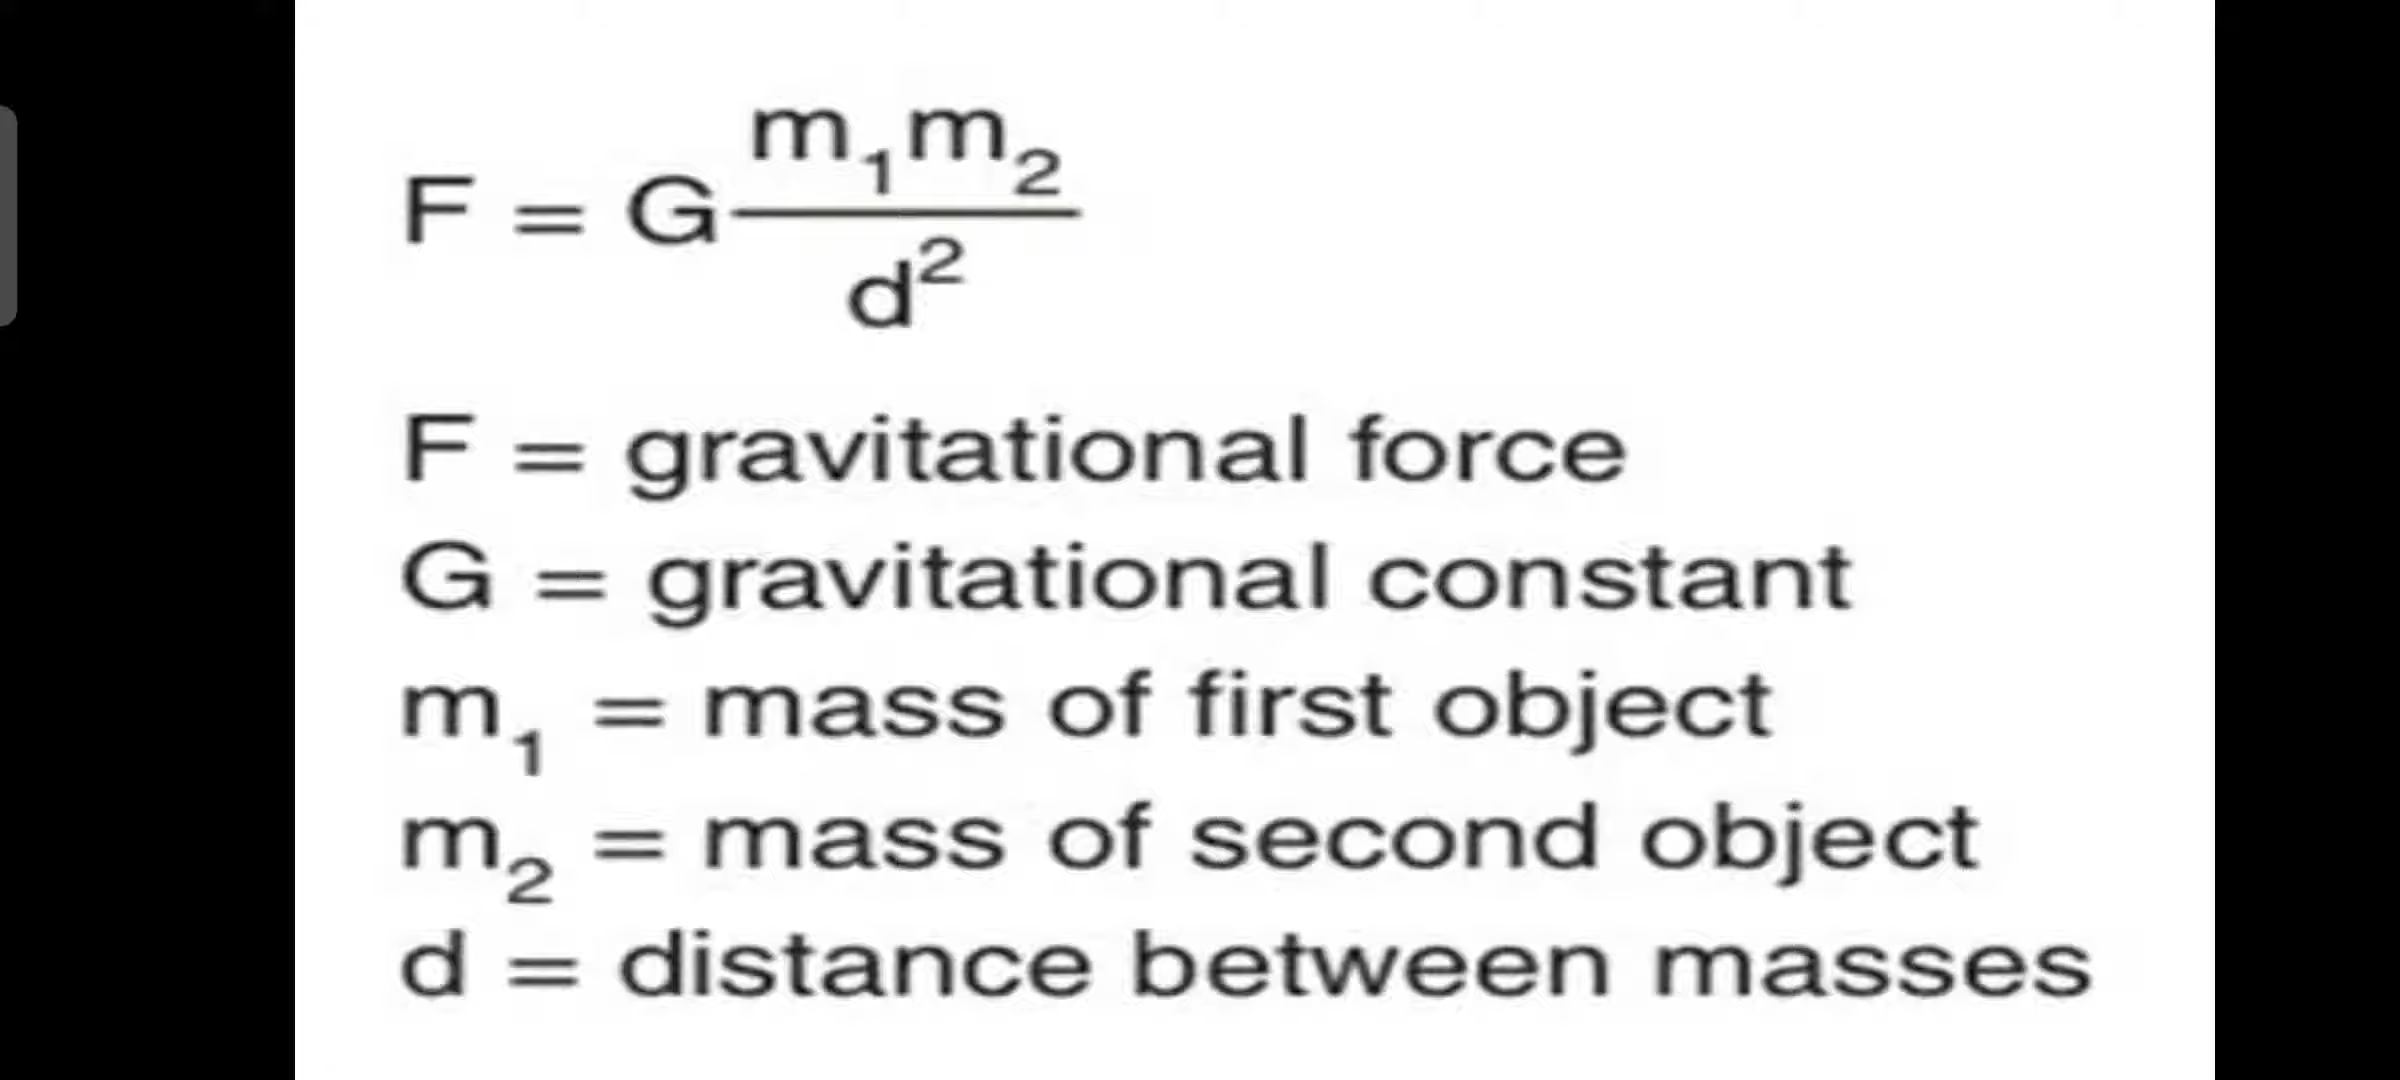 F = G m₁m₂ / d²
F = gravitational force
G = gravitational constant
m₁ = mass of first object
m₂ = mass of second object
d = distance between masses